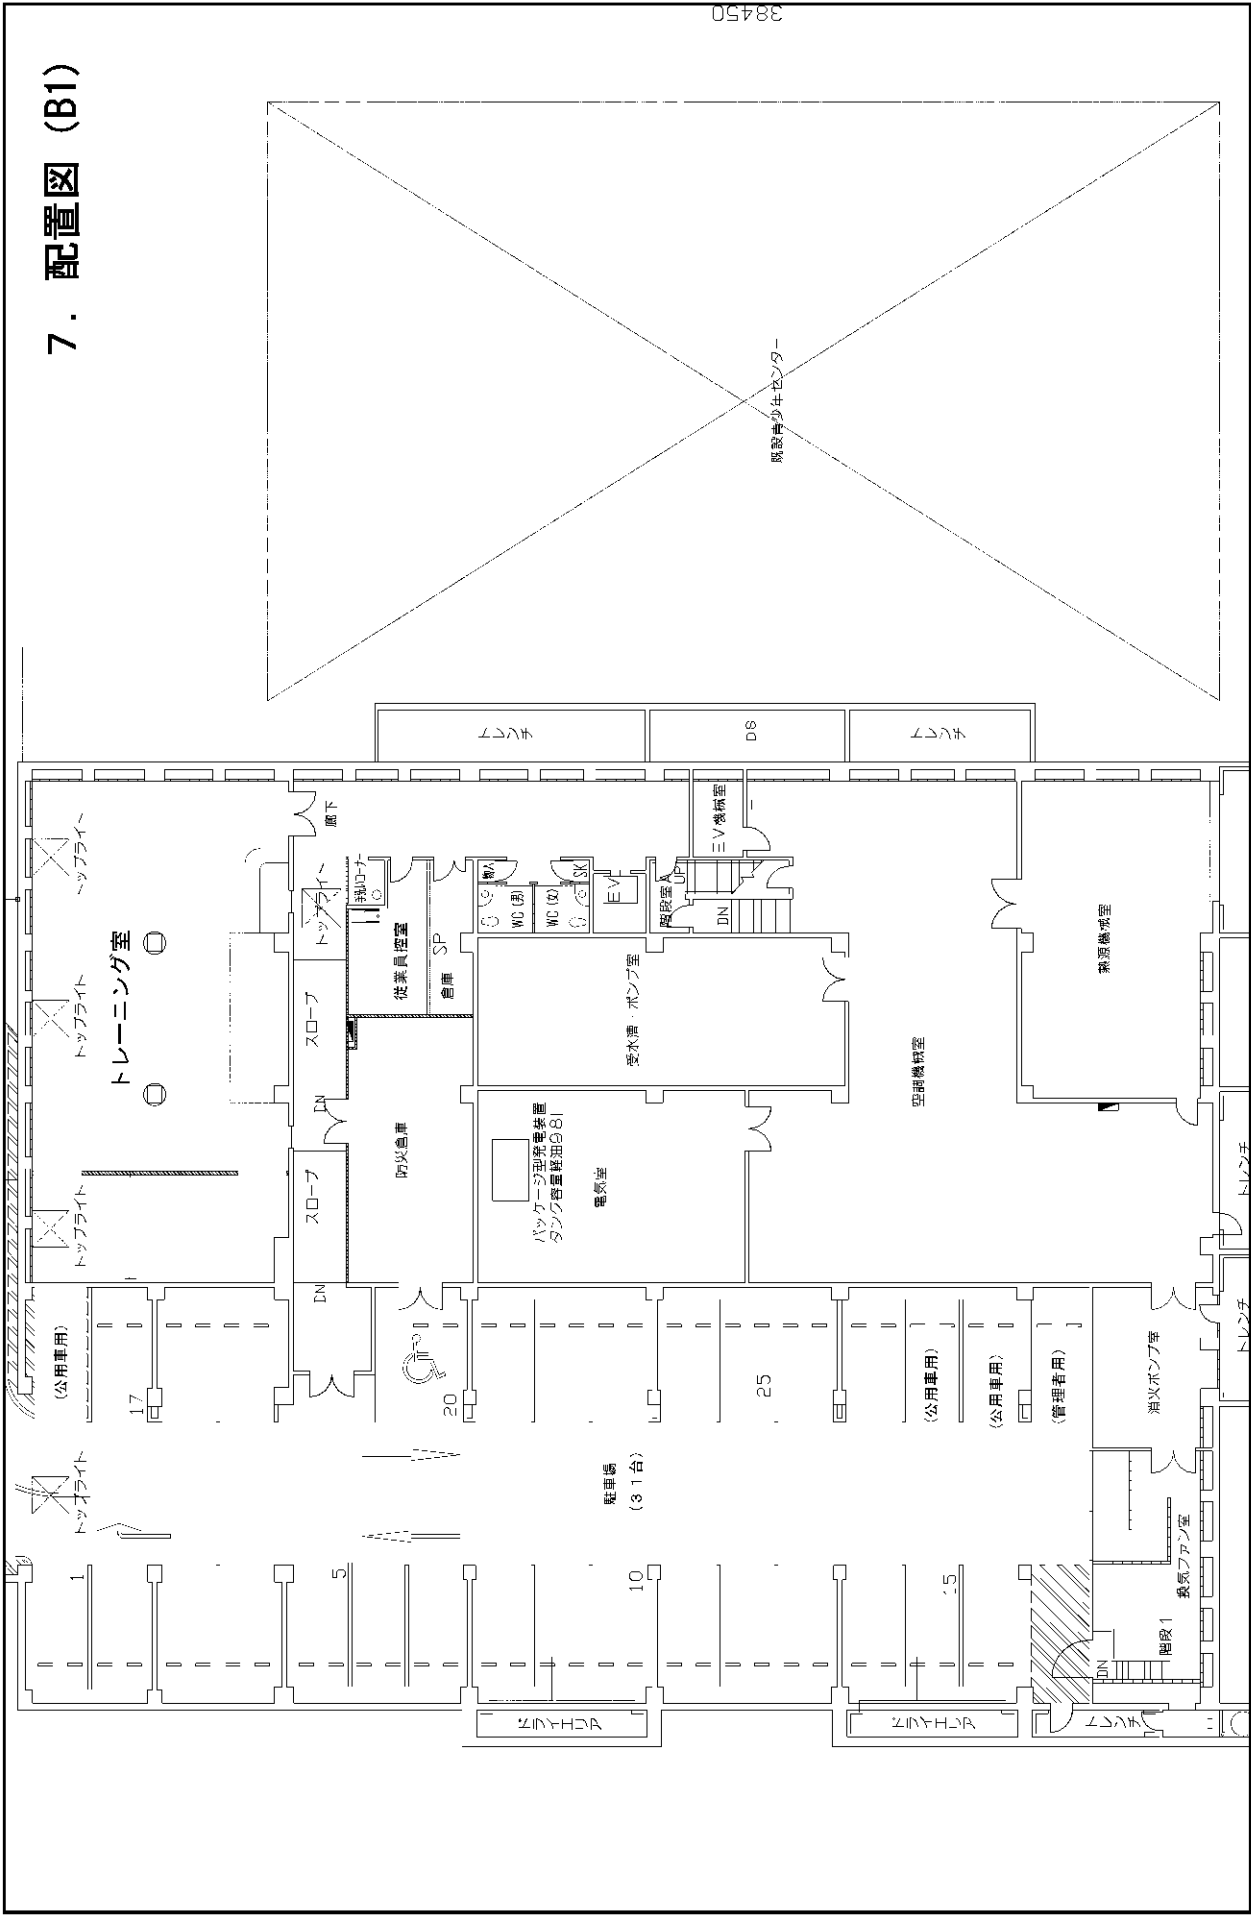 7. 配置図 (B1)
38450
既設青少年センター
トレンチ
DS
トレンチ
トップライ
トップライト
トップライト
トップライト
トレーニング室
廊下
トップライ
手洗いコーナー
従業員控室
SP
倉庫
物入
SK
WC (男)
WC (女)
EV
階段室A
UP
DN
EV機械室
スロープ
DN
スロープ
DN
防災倉庫
受水槽・ポンプ室
パッケージ型発電装置
タンク容量軽油981
電気室
空調機械室
熱源機械室
トレンチ
トレンチ
(公用車用)
17
20
25
(公用車用)
(公用車用)
(管理者用)
消火ポンプ室
駐車場
(31台)
1
5
10
15
換気ファン室
階段1
DN
ドライエリア
ドライエリア
トレンチ